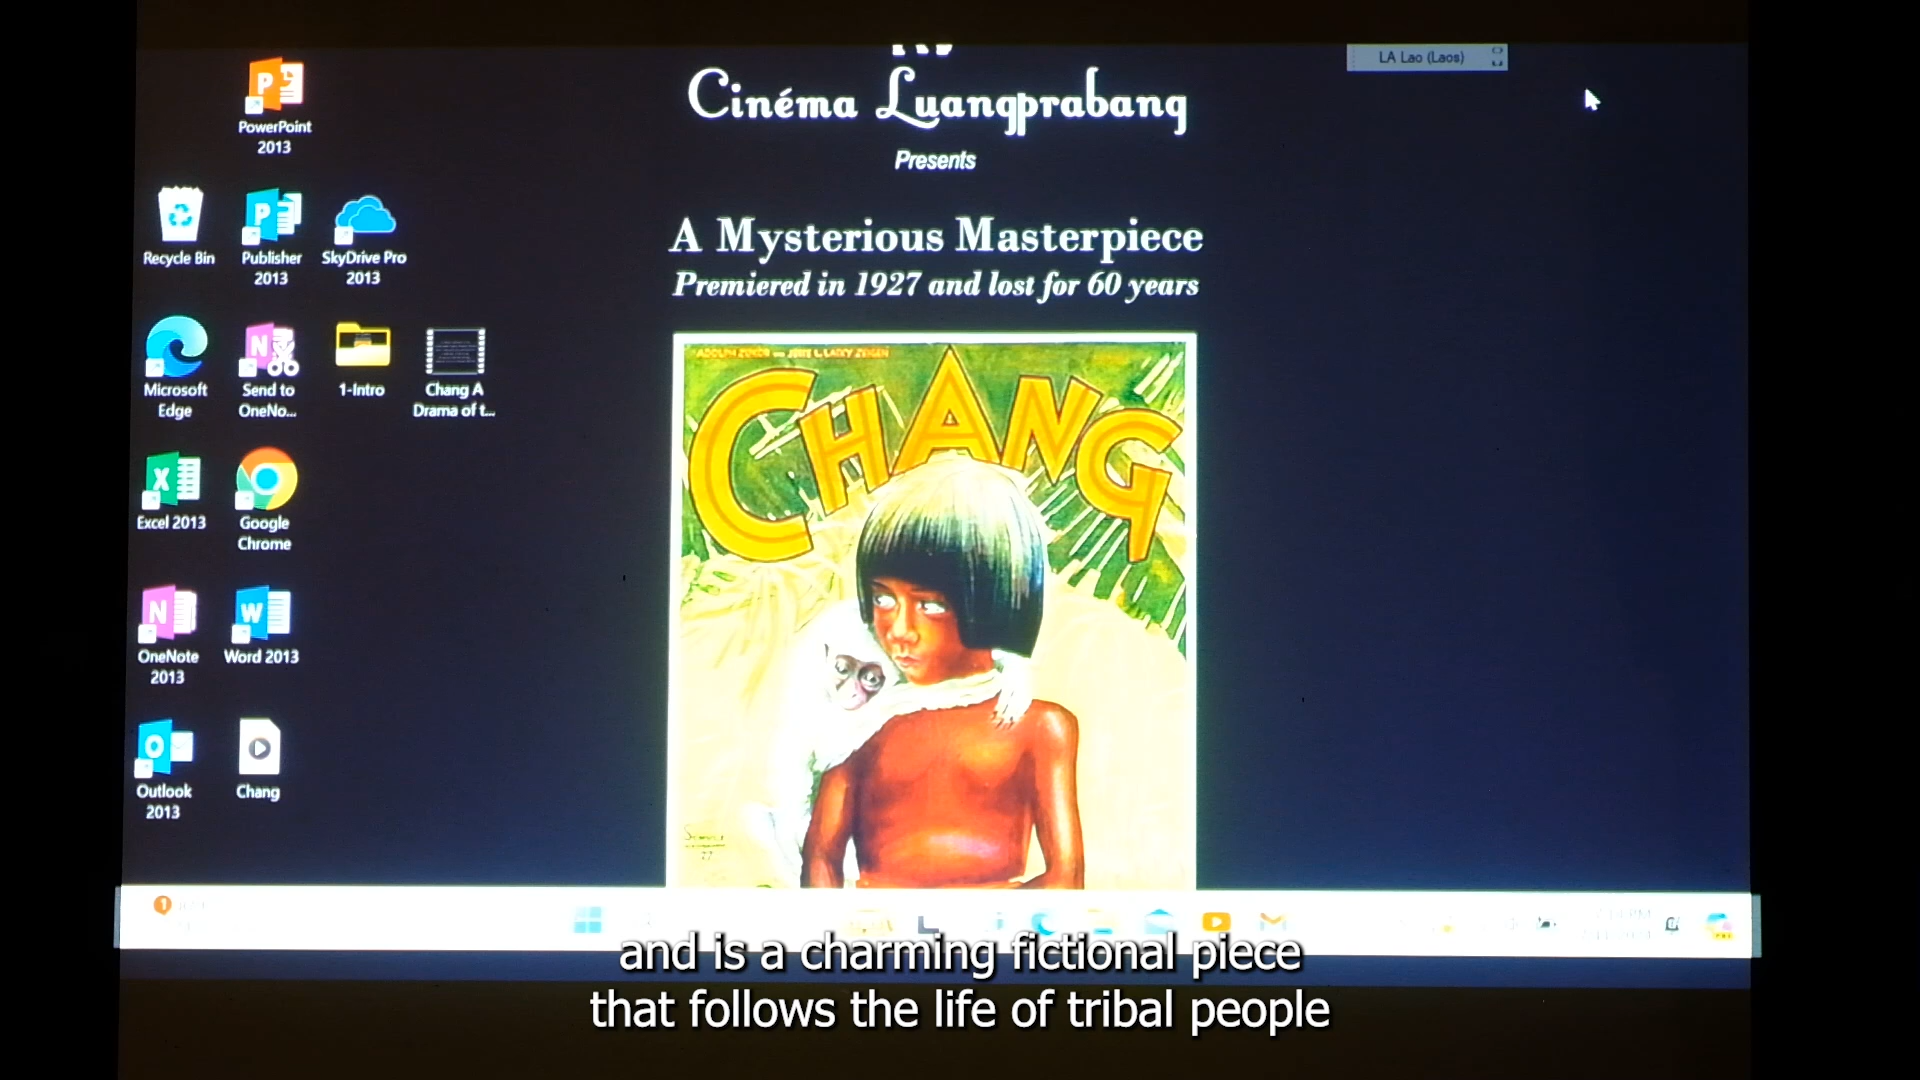 LA Lao (Laos)
Cinéma Luangprabang
Presents
A Mysterious Masterpiece
Premiered in 1927 and lost for 60 years
CHANG
PowerPoint
2013
Recycle Bin
Publisher
2013
SkyDrive Pro
2013
Microsoft
Edge
Send to
OneNo...
1-Intro
Chang A
Drama of t...
Excel 2013
Google
Chrome
OneNote
2013
Word 2013
Outlook
2013
Chang
1
and is a charming fictional piece
that follows the life of tribal people